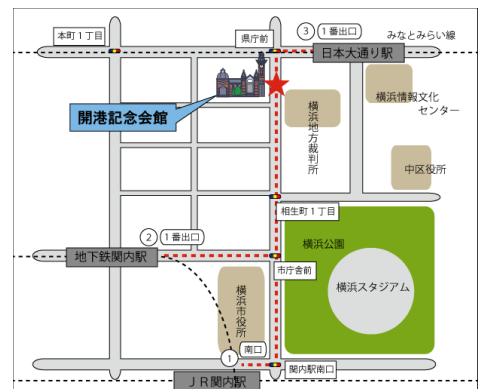 本町1丁目
県庁前
3
1番出口
みなとみらい線
日本大通り駅
開港記念会館
横浜地方裁判所
横浜情報文化
センター
中区役所
相生町1丁目
2
1番出口
地下鉄関内駅
横浜公園
市庁舎前
横浜スタジアム
横浜市役所
1
南口
関内駅南口
JR関内駅